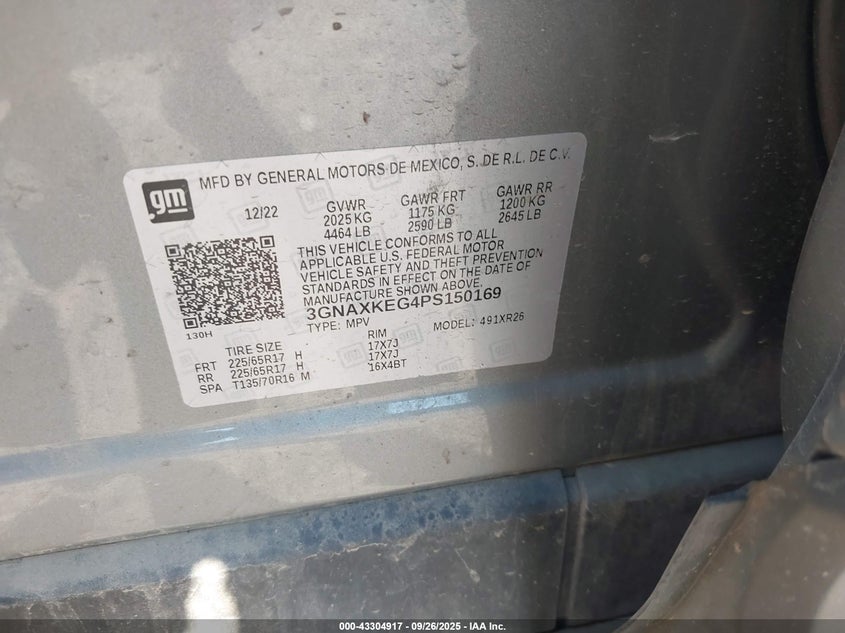 gm
MFD BY GENERAL MOTORS DE MEXICO, S. DE R.L. DE C.V.
12/22
GVWR
2025 KG
4464 LB
GAWR FRT
1175 KG
2590 LB
GAWR RR
1200 KG
2645 LB
THIS VEHICLE CONFORMS TO ALL
APPLICABLE U.S. FEDERAL MOTOR
VEHICLE SAFETY AND THEFT PREVENTION
STANDARDS IN EFFECT ON THE DATE OF
MANUFACTURE SHOWN ABOVE.
3GNAXKEG4PS150169
TYPE: MPV MODEL: 491XR26
130H
TIRE SIZE RIM
FRT 225/65R17 H 17X7J
RR 225/65R17 H 17X7J
SPA T135/70R16 M 16X4BT
000-43304917 - 09/26/2025 - IAA Inc.